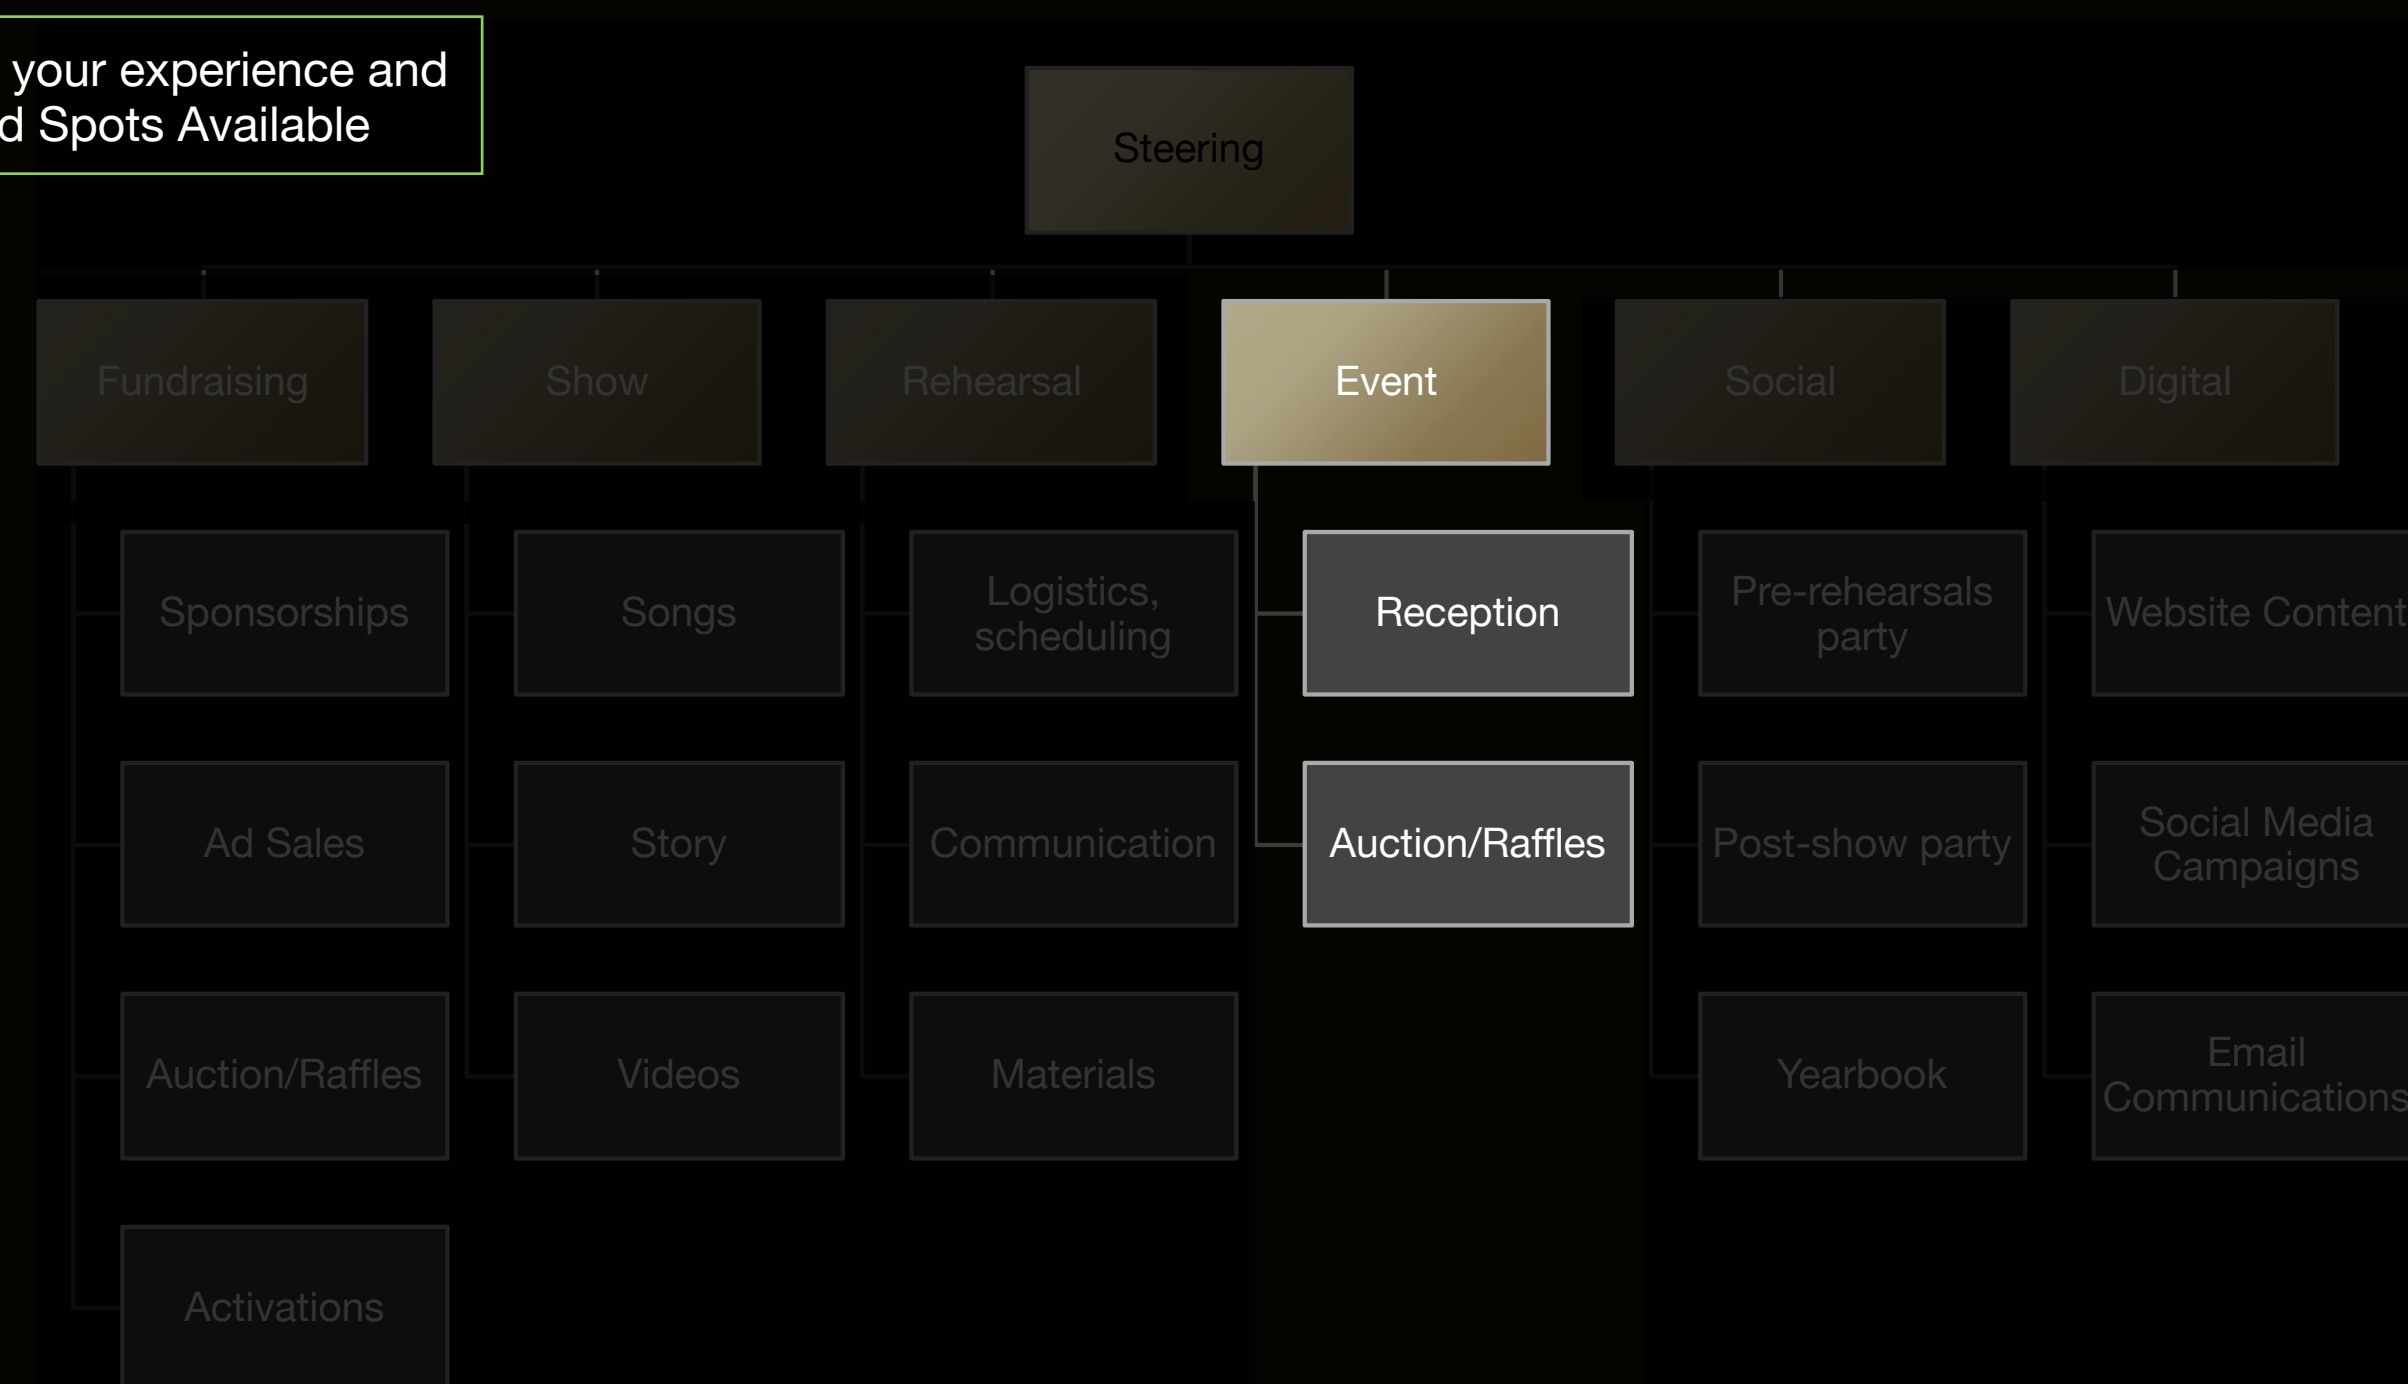 your experience and
d Spots Available
Steering
Fundraising
Show
Rehearsal
Event
Social
Digital
Sponsorships
Songs
Logistics,
scheduling
Reception
Pre-rehearsals
party
Website Content
Ad Sales
Story
Communication
Auction/Raffles
Post-show party
Social Media
Campaigns
Auction/Raffles
Videos
Materials
Yearbook
Email
Communications
Activations